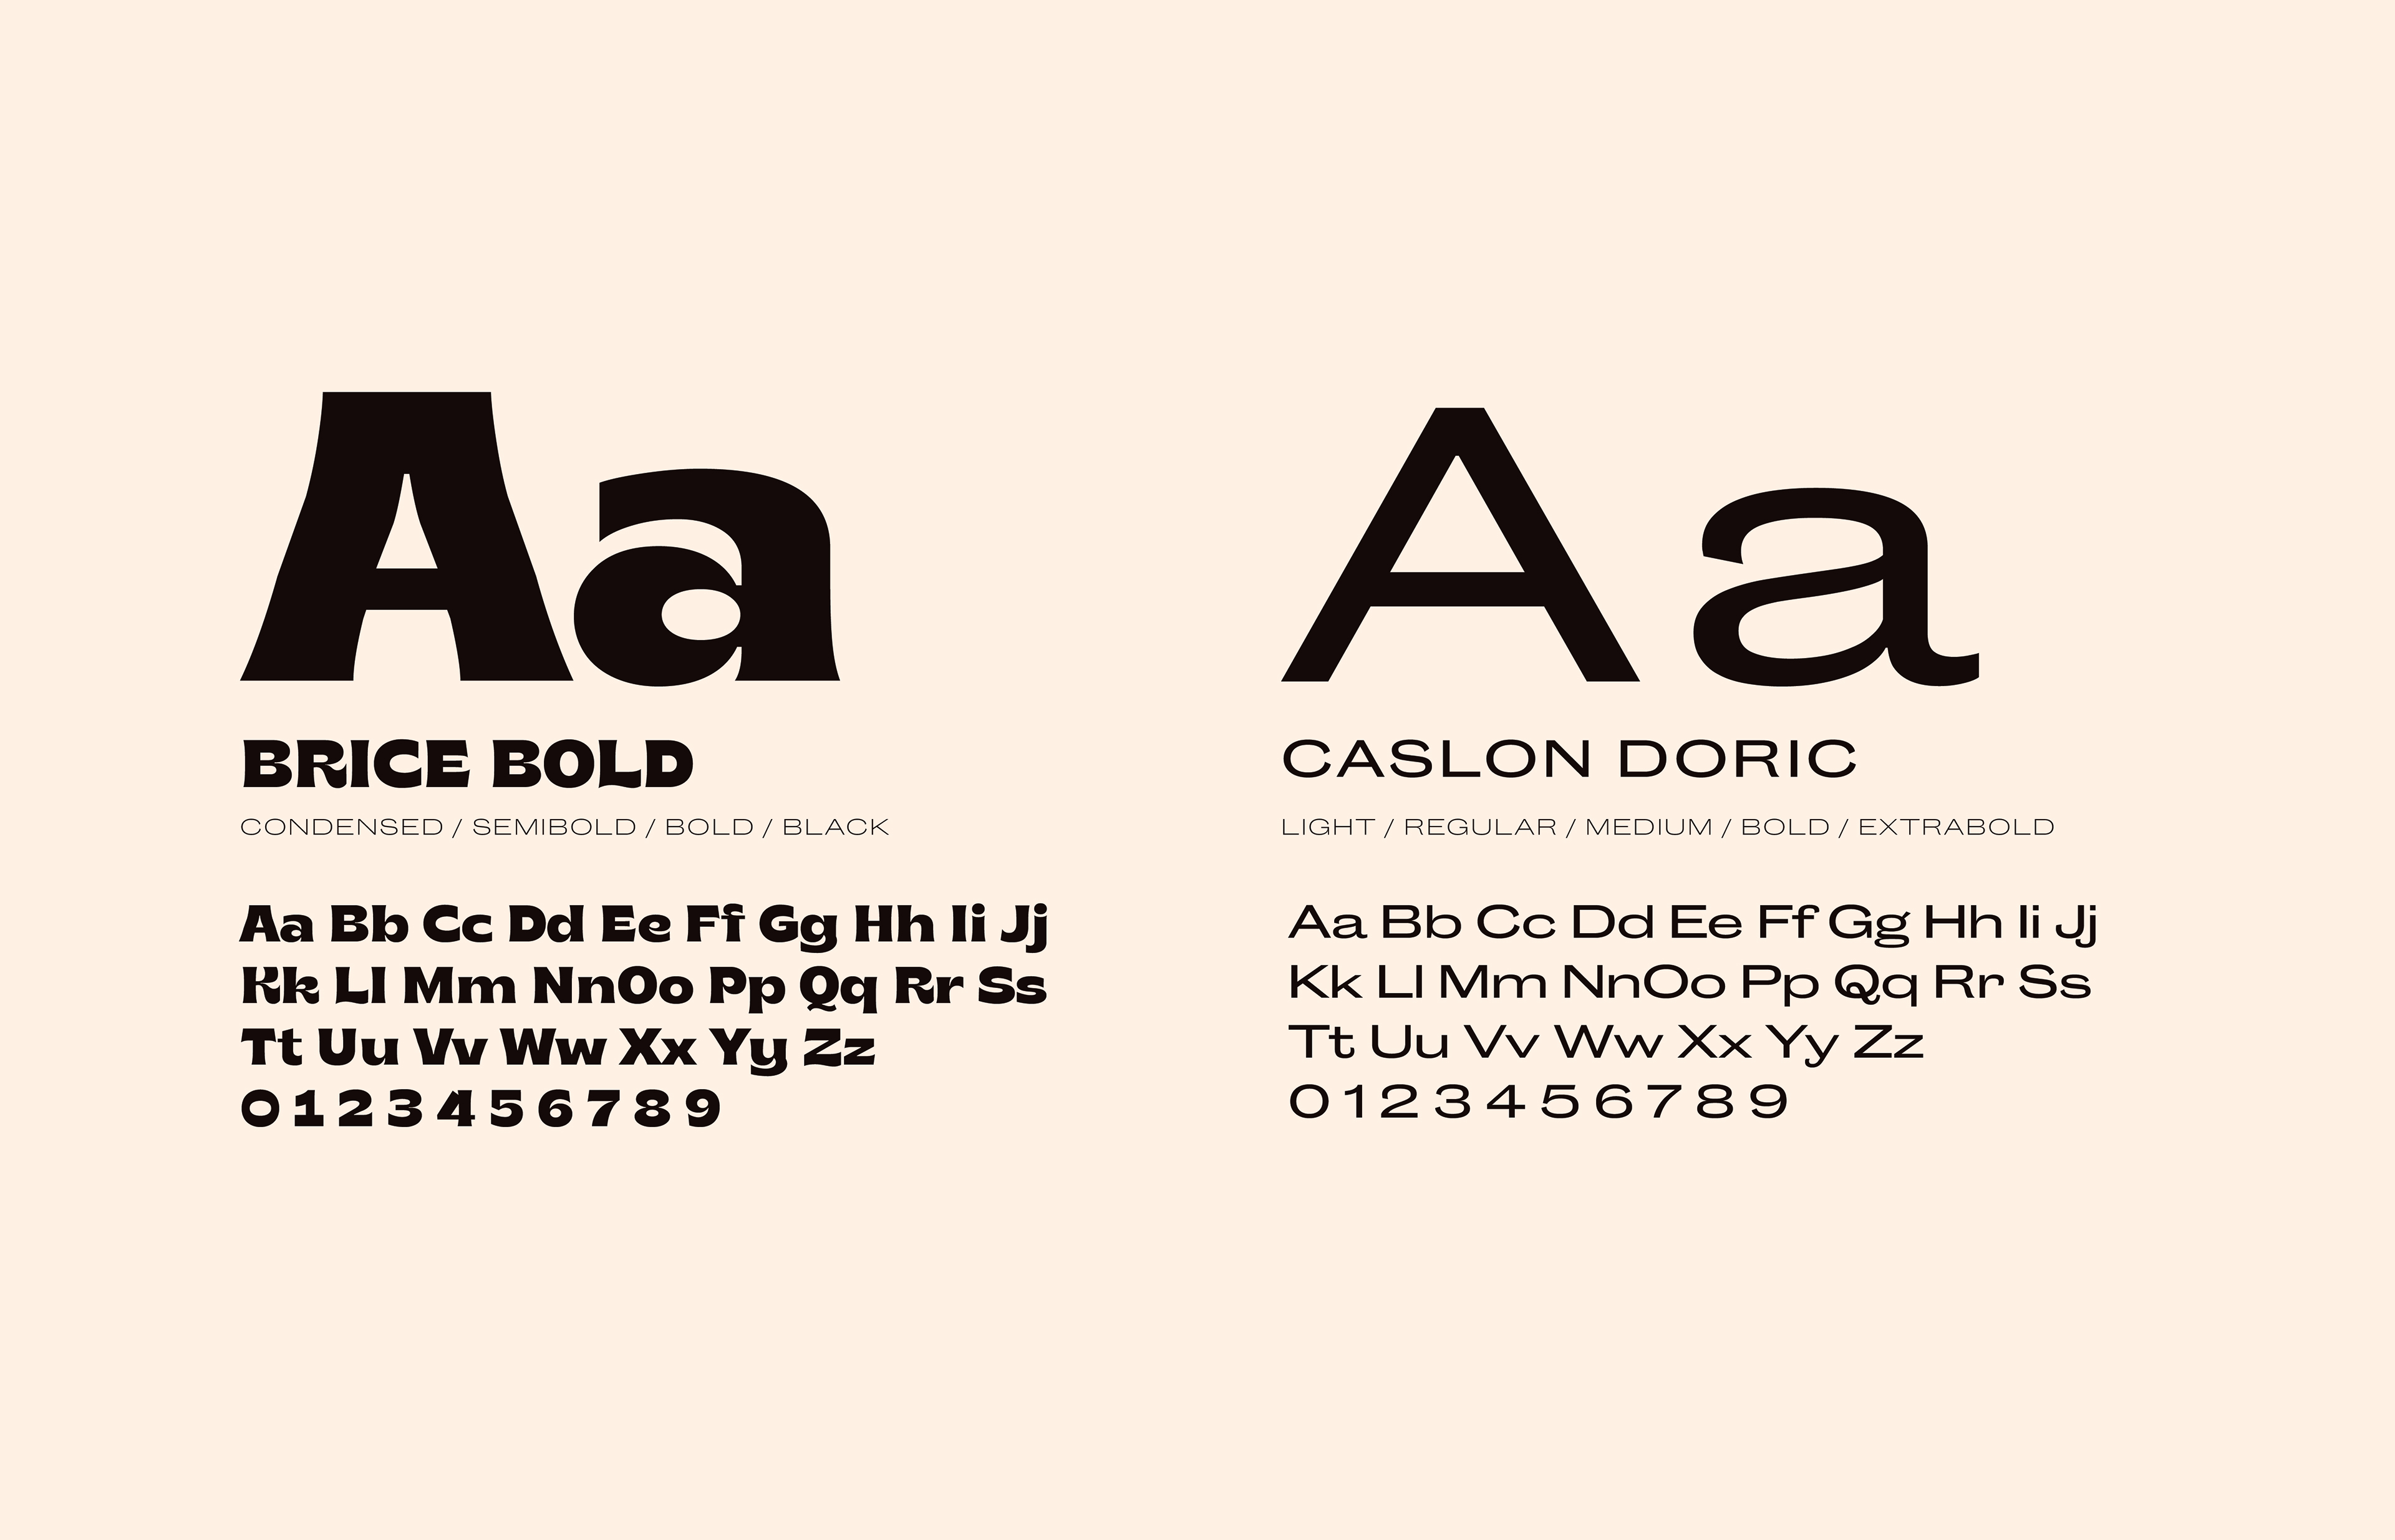 Aa
BRICE BOLD
CONDENSED / SEMIBOLD / BOLD / BLACK
Aa Bb Cc Dd Ee Ff Gg Hh Ii Jj
Kk Ll Mm NnOo Pp Qq Rr Ss
Tt Uu Vv Ww Xx Yy Zz
0 1 2 3 4 5 6 7 8 9
Aa
CASLON DORIC
LIGHT / REGULAR / MEDIUM / BOLD / EXTRABOLD
Aa Bb Cc Dd Ee Ff Gg Hh Ii Jj
Kk Ll Mm NnOo Pp Qq Rr Ss
Tt Uu Vv Ww Xx Yy Zz
0 1 2 3 4 5 6 7 8 9